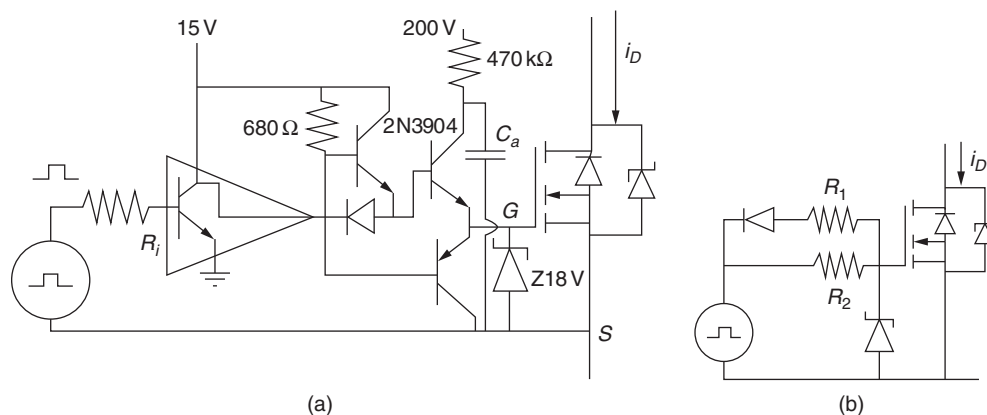 15 V
200 V
470 kΩ
i_D
680 Ω
2N3904
C_a
R_i
G
Z18 V
S
(a)
i_D
R_1
R_2
(b)